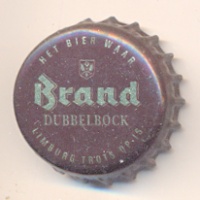 HET BIER WAAR
Brand
DUBBELBOCK
LIMBURG TROTS OP IS.